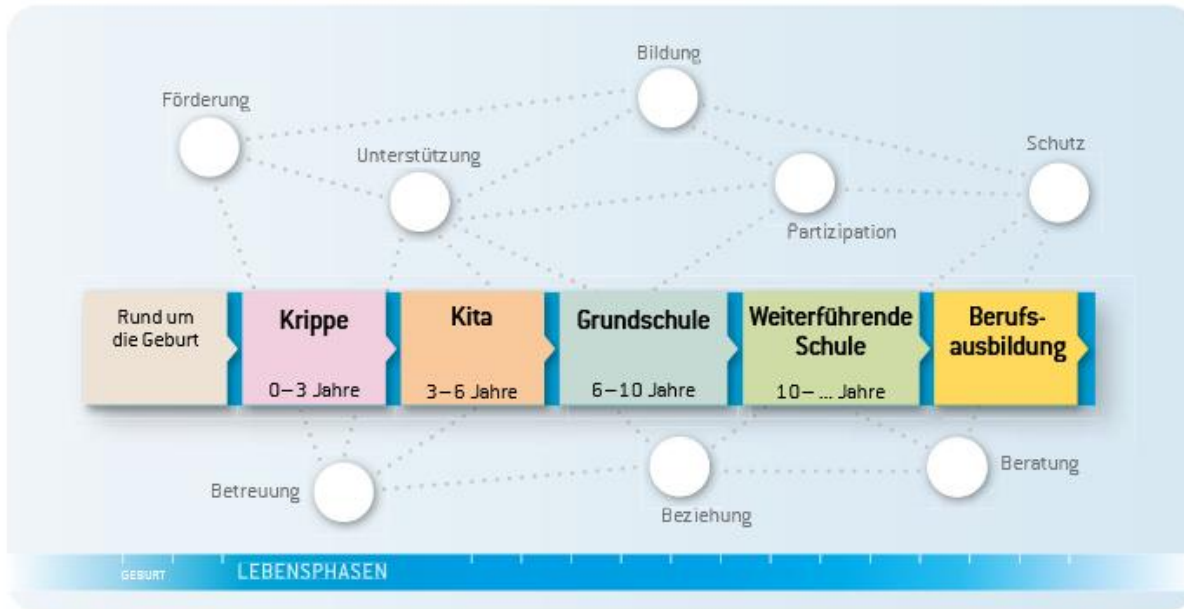 Bildung
Förderung
Unterstützung
Schutz
Partizipation
Rund um
die Geburt
Krippe
0–3 Jahre
Kita
3–6 Jahre
Grundschule
6–10 Jahre
Weiterführende
Schule
10– ... Jahre
Berufs-
ausbildung
Betreuung
Beziehung
Beratung
GEBURT
LEBENSPHASEN